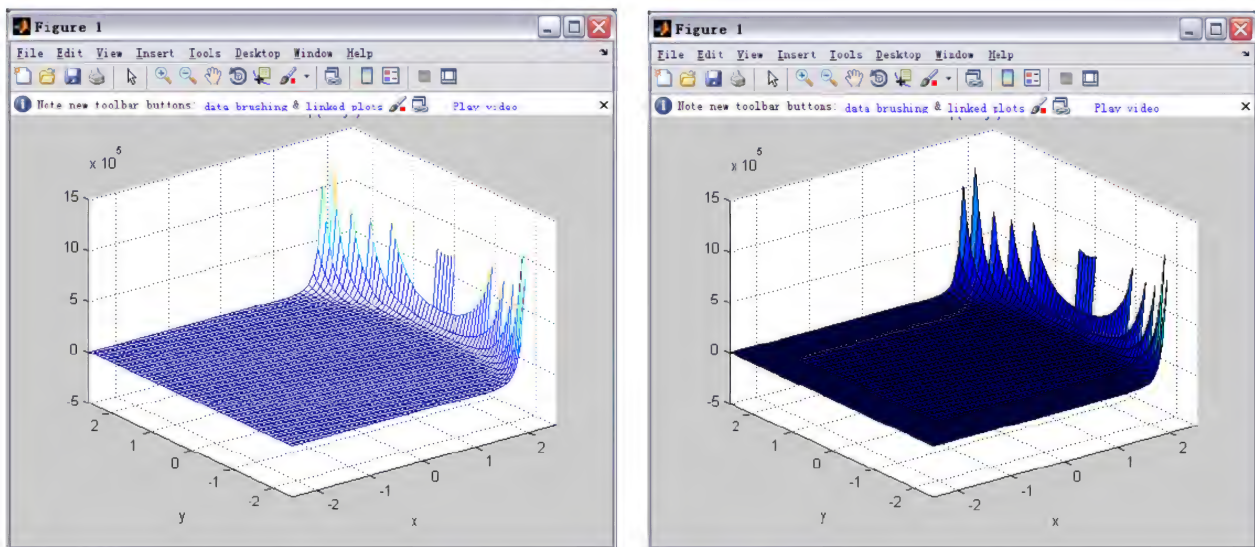 Figure 1
File Edit View Insert Tools Desktop Window Help
Note new toolbar buttons: data brushing & linked plots Play video
x 10^5
15
10
5
0
-5
2
1
0
-1
-2
y
-2
-1
0
1
2
x
Figure 1
File Edit View Insert Tools Desktop Window Help
Note new toolbar buttons: data brushing & linked plots Play video
x 10^5
15
10
5
0
-5
2
1
0
-1
-2
y
-2
-1
0
1
2
x